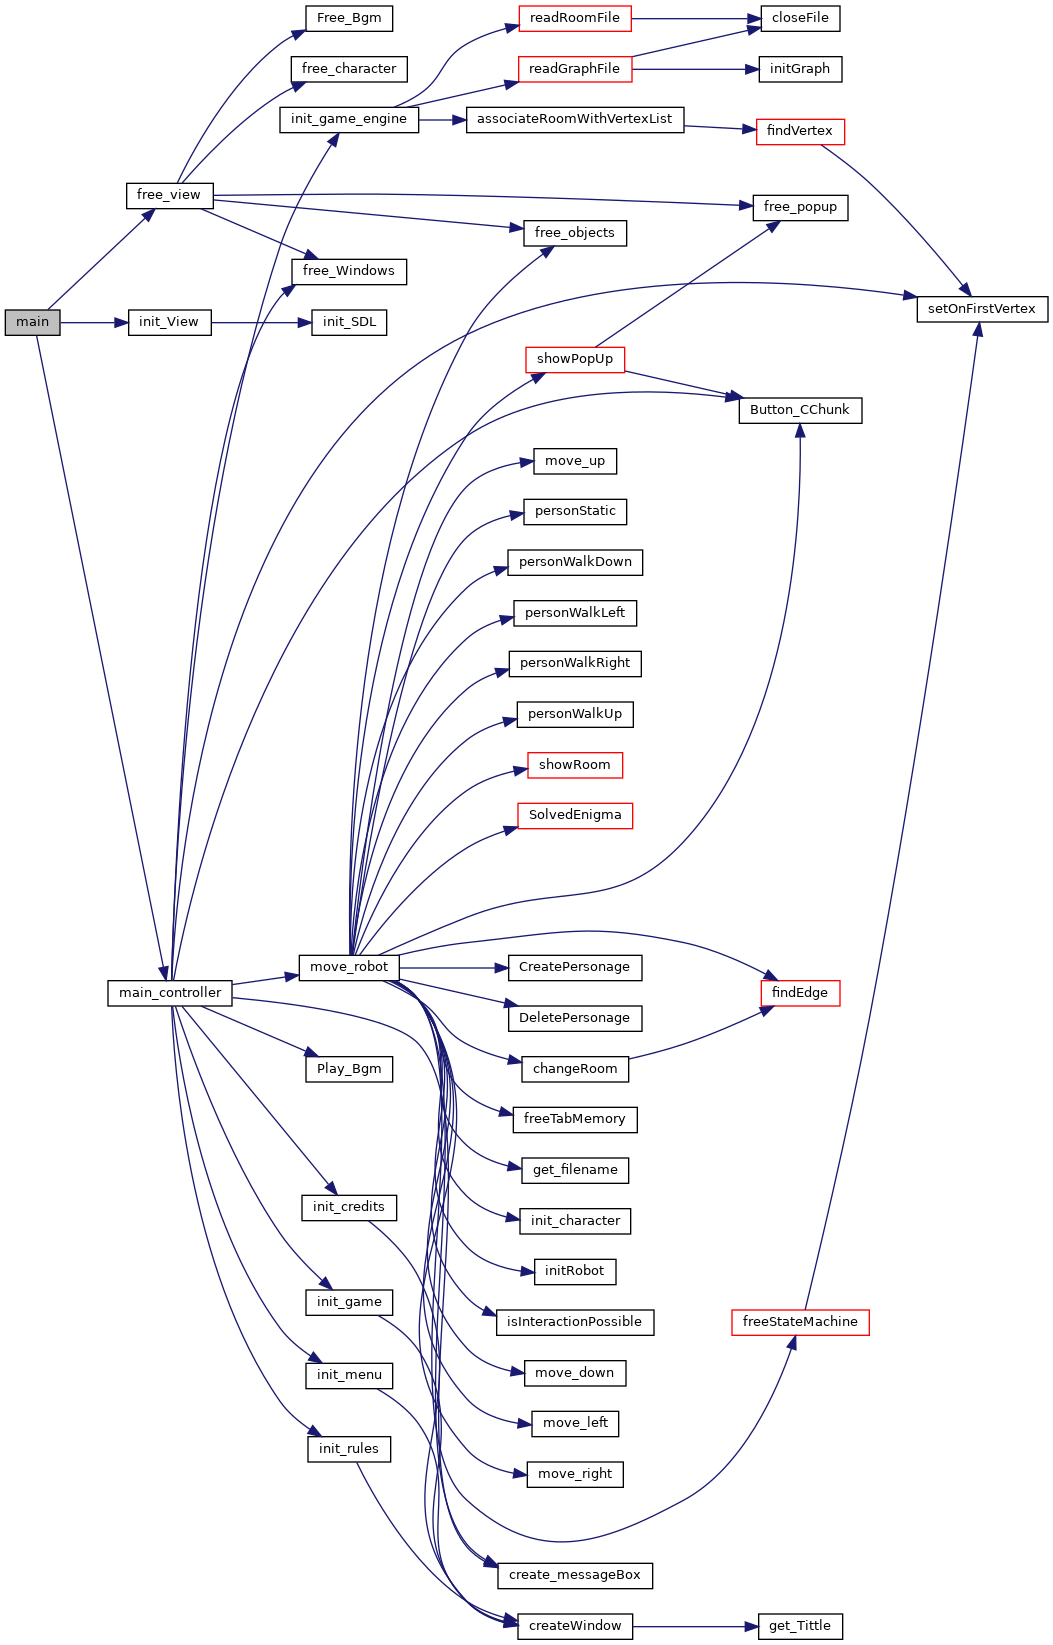 Free_Bgm
readRoomFile
closeFile
free_character
readGraphFile
initGraph
init_game_engine
associateRoomWithVertexList
findVertex
free_view
free_popup
free_objects
free_Windows
setOnFirstVertex
main
init_View
init_SDL
showPopUp
Button_CChunk
move_up
personStatic
personWalkDown
personWalkLeft
personWalkRight
personWalkUp
showRoom
SolvedEnigma
move_robot
CreatePersonage
main_controller
findEdge
DeletePersonage
Play_Bgm
changeRoom
freeTabMemory
get_filename
init_credits
init_character
initRobot
init_game
isInteractionPossible
freeStateMachine
init_menu
move_down
move_left
init_rules
move_right
create_messageBox
createWindow
get_Tittle